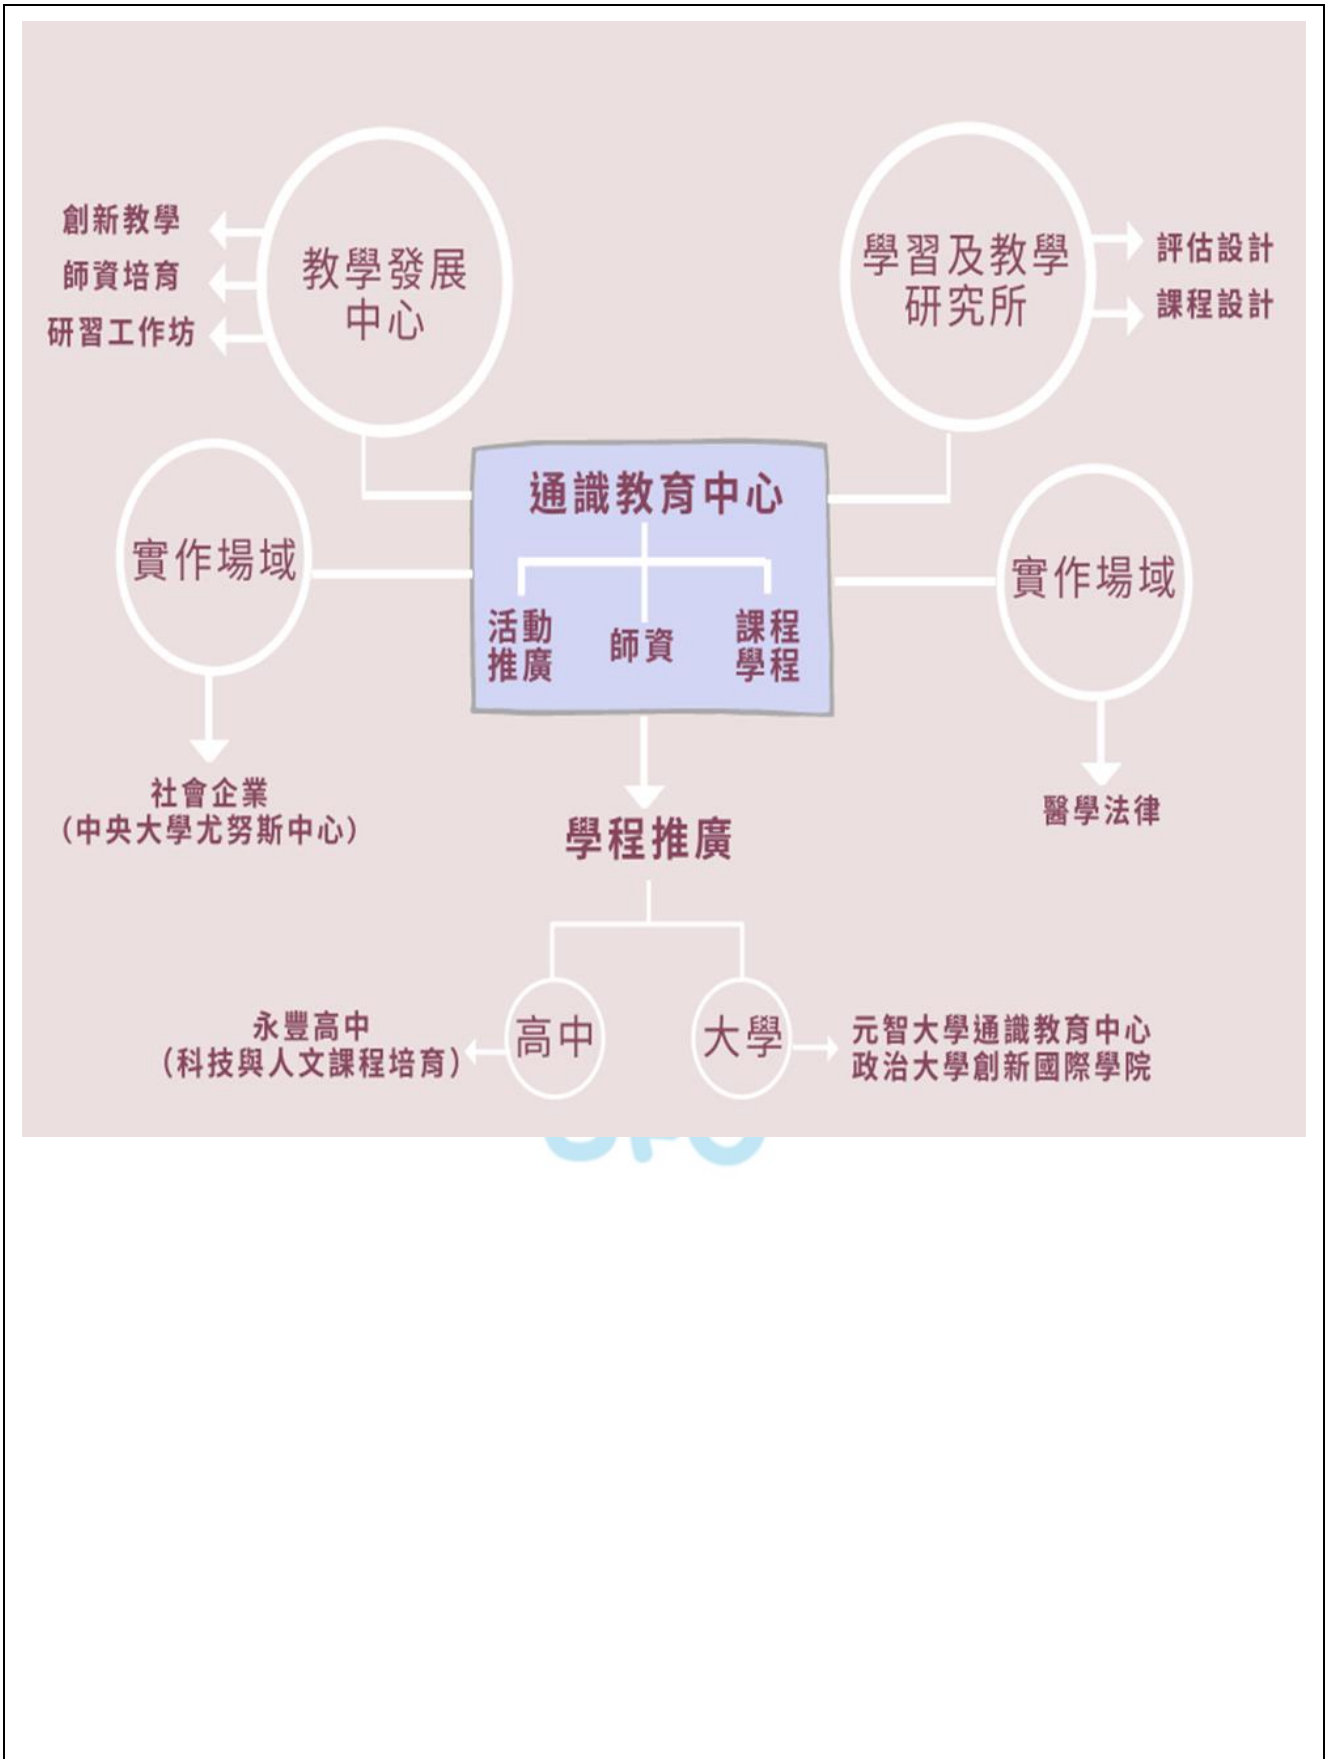 創新教學
師資培育
研習工作坊
教學發展
中心
學習及教學
研究所
評估設計
課程設計
通識教育中心
活動
推廣
師資
課程
學程
實作場域
實作場域
社會企業
(中央大學尤努斯中心)
醫學法律
學程推廣
高中
大學
永豐高中
(科技與人文課程培育)
元智大學通識教育中心
政治大學創新國際學院